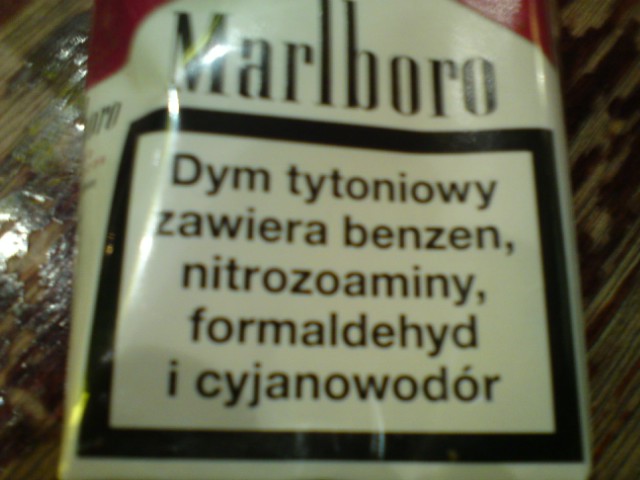 Marlboro
Dym tytoniowy
zawiera benzen,
nitrozoaminy,
formaldehyd
i cyjanowodór